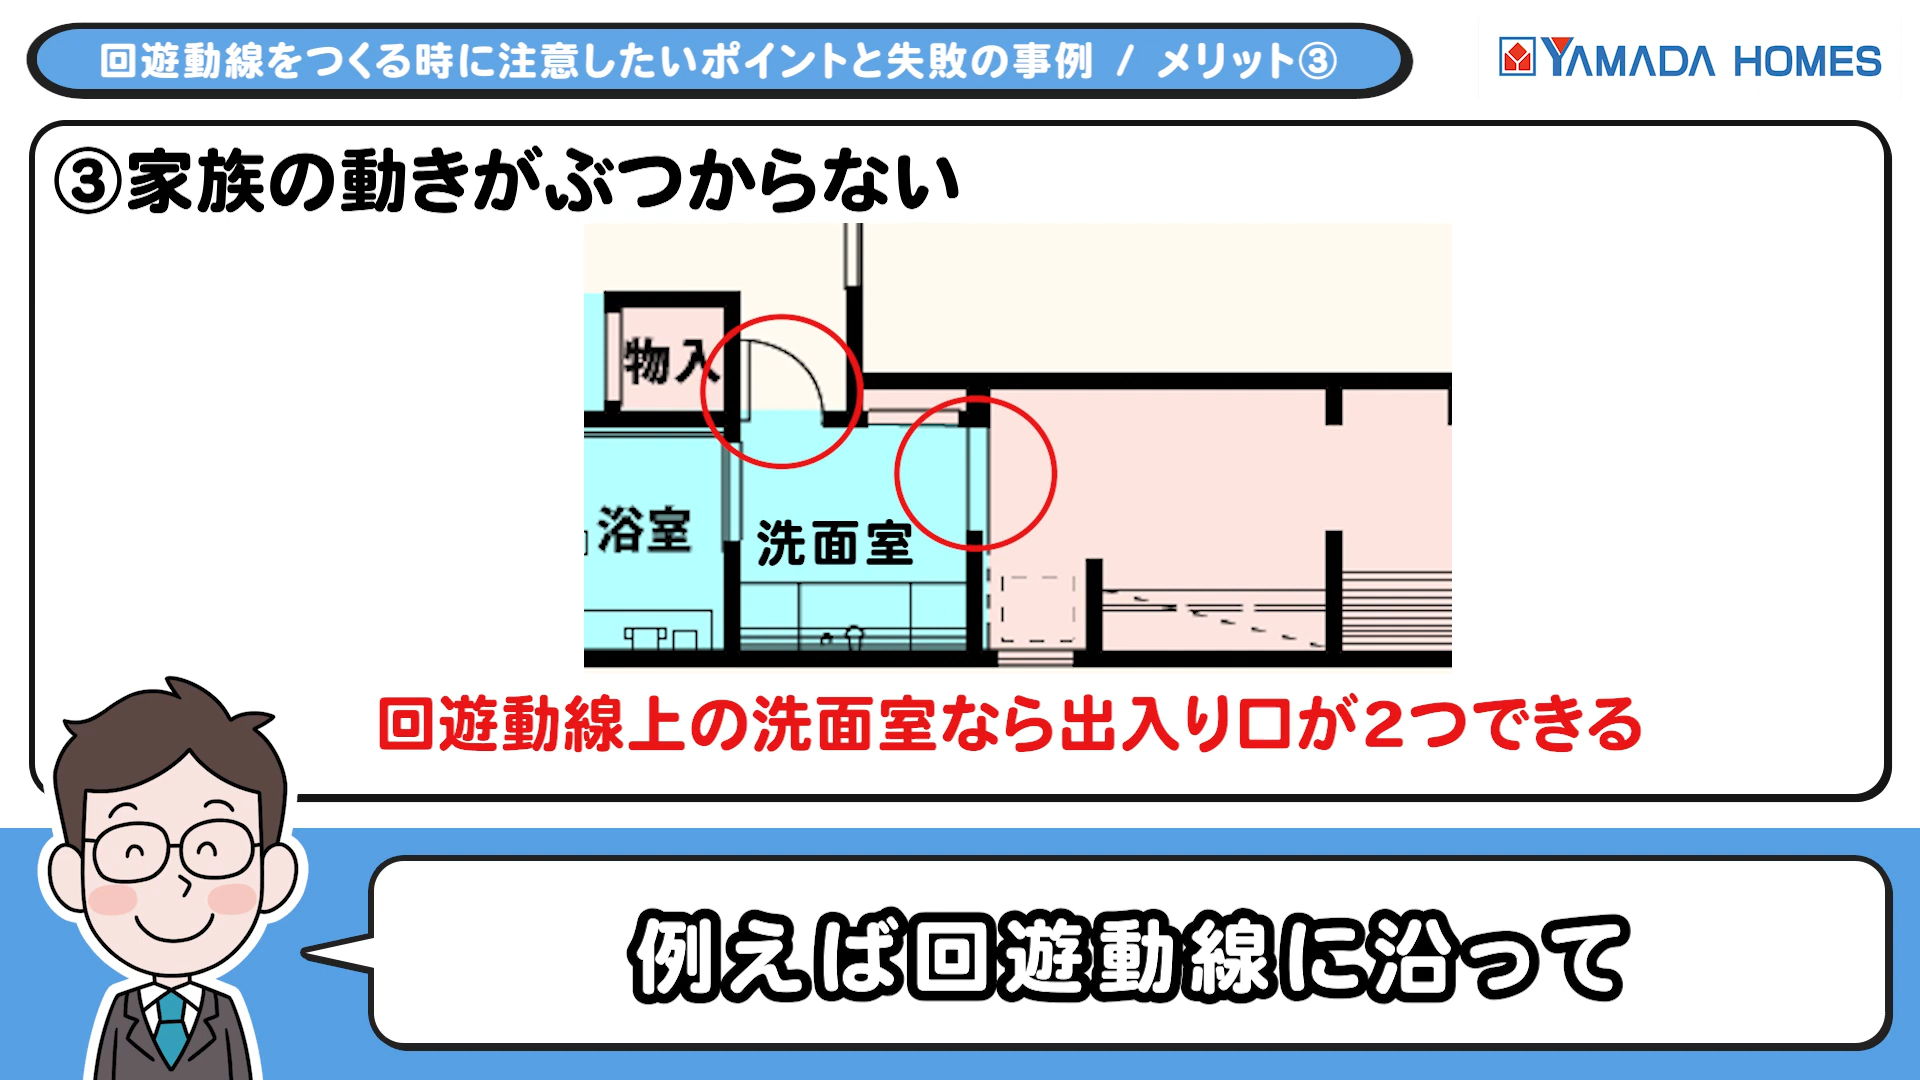 回遊動線をつくる時に注意したいポイントと失敗の事例 / メリット③
YAMADA HOMES
③家族の動きがぶつからない
物入
浴室
洗面室
回遊動線上の洗面室なら出入り口が2つできる
例えば回遊動線に沿って